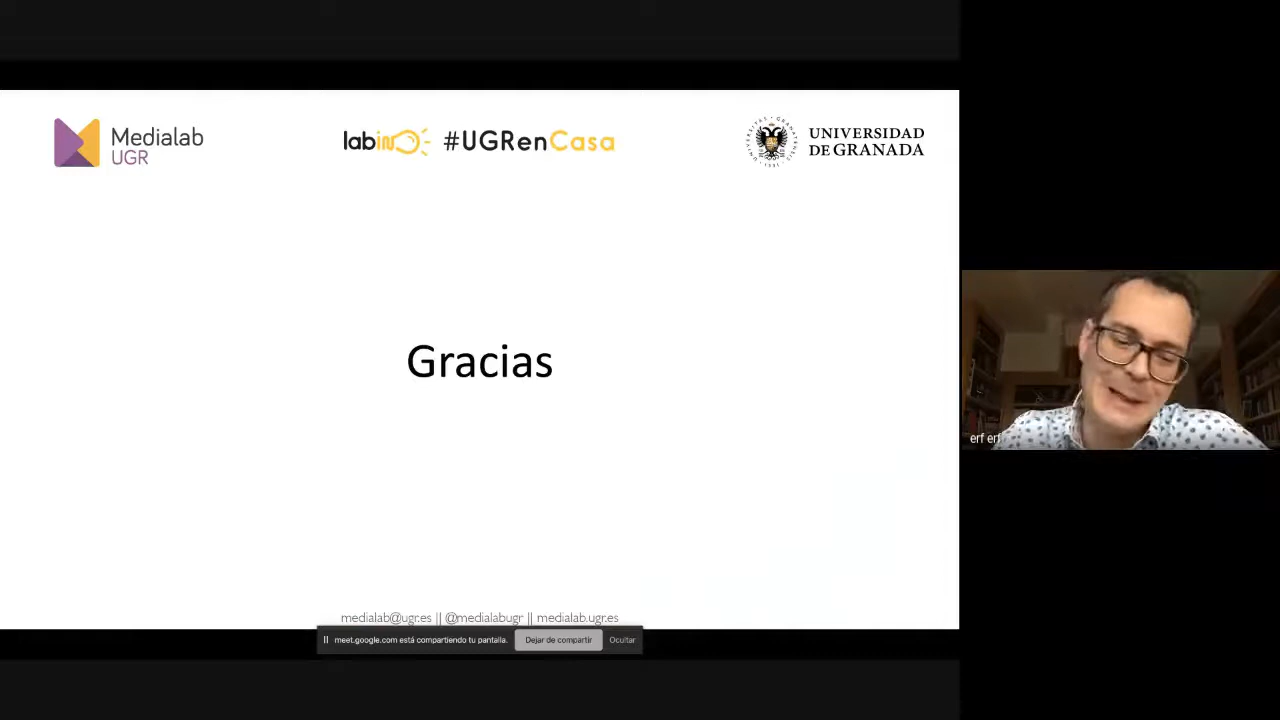 Medialab
UGR
labin #UGRenCasa
UNIVERSIDAD
DE GRANADA
Gracias
erf erf
medialab@ugr.es || @medialabugr || medialab.ugr.es
meet.google.com está compartiendo tu pantalla.
Dejar de compartir
Ocultar